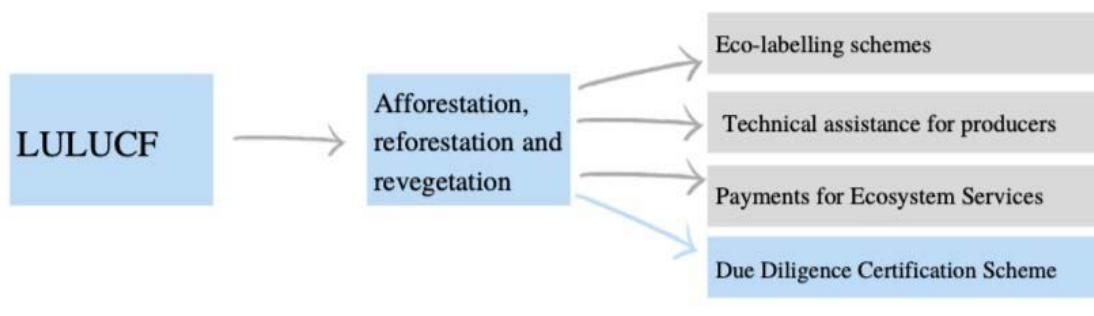 LULUCF
Afforestation,
reforestation and
revegetation
Eco-labelling schemes
Technical assistance for producers
Payments for Ecosystem Services
Due Diligence Certification Scheme